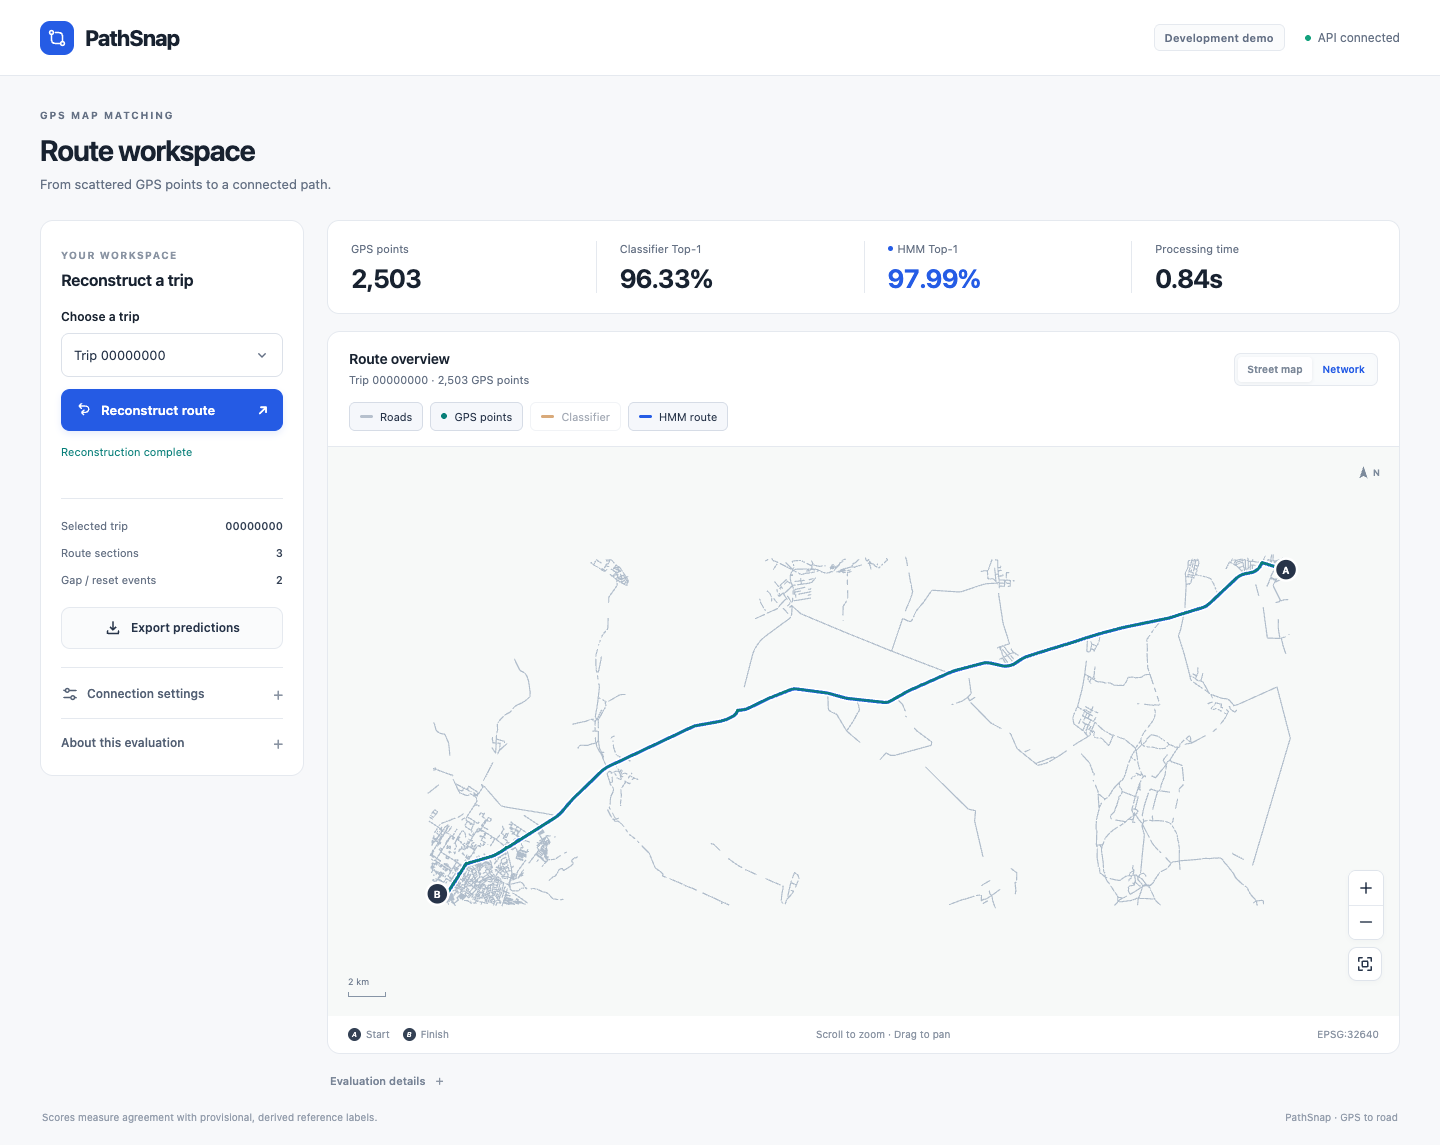 PathSnap
Development demo
API connected
GPS MAP MATCHING
Route workspace
From scattered GPS points to a connected path.
YOUR WORKSPACE
Reconstruct a trip
Choose a trip
Trip 00000000
Reconstruct route
Reconstruction complete
Selected trip 00000000
Route sections 3
Gap / reset events 2
Export predictions
Connection settings +
About this evaluation +
GPS points
2,503
Classifier Top-1
96.33%
HMM Top-1
97.99%
Processing time
0.84s
Route overview
Trip 00000000 · 2,503 GPS points
Street map Network
Roads GPS points Classifier HMM route
N
A
B
+
−
2 km
A Start B Finish
Scroll to zoom · Drag to pan
EPSG:32640
Evaluation details +
Scores measure agreement with provisional, derived reference labels.
PathSnap · GPS to road